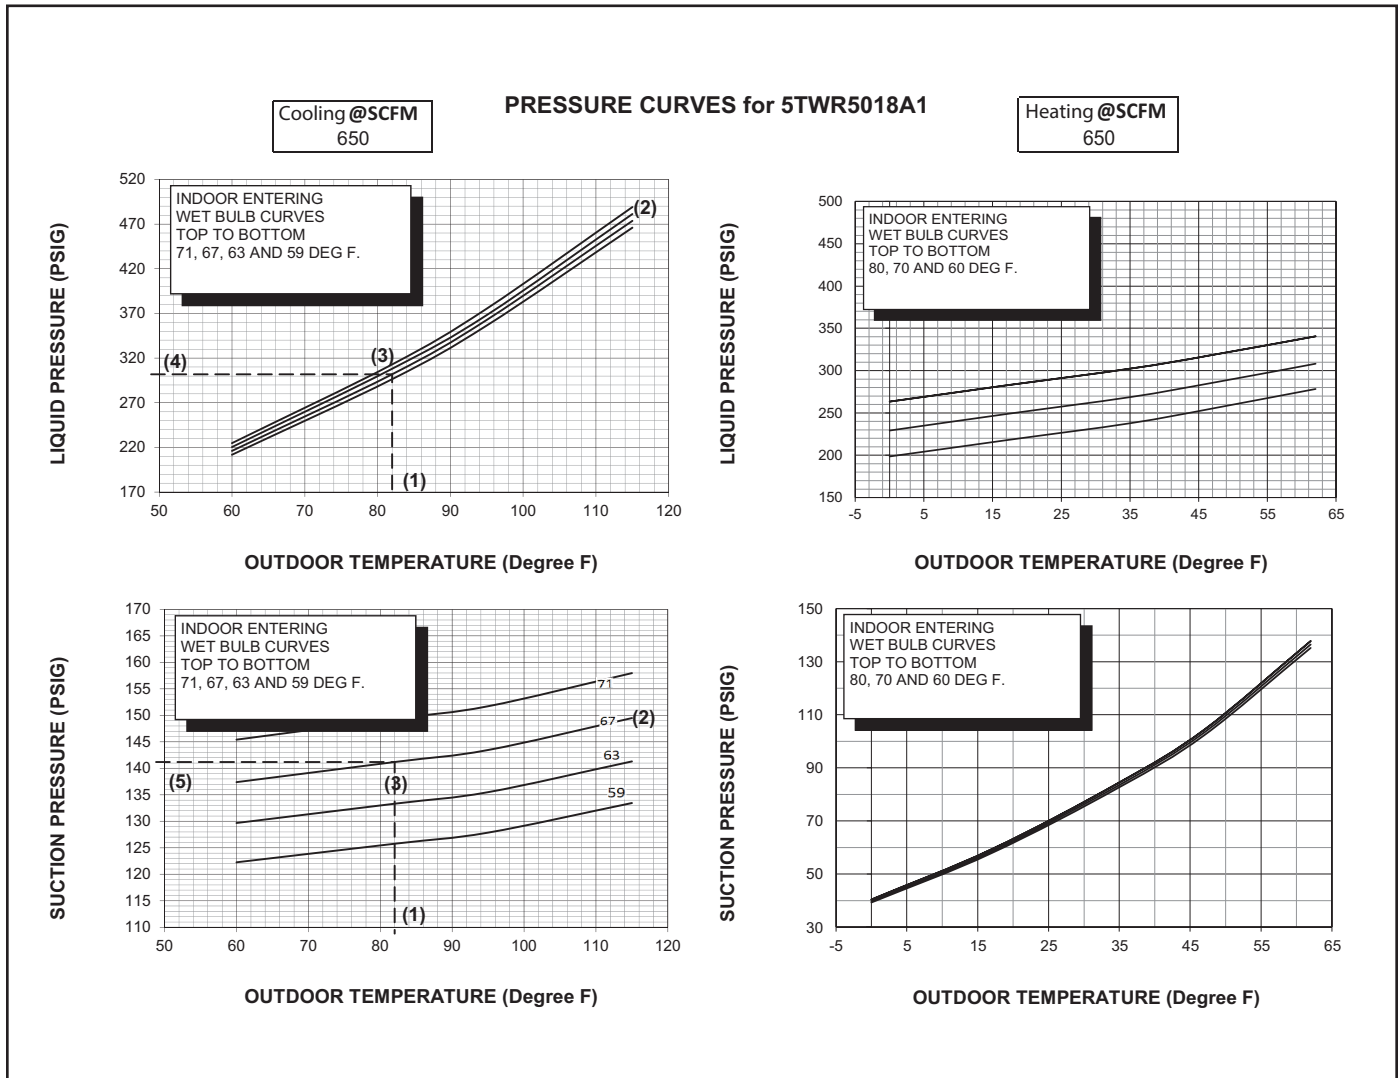 PRESSURE CURVES for 5TWR5018A1
Cooling @SCFM
650
Heating @SCFM
650
LIQUID PRESSURE (PSIG)
520
470
420
370
320
270
220
170
INDOOR ENTERING
WET BULB CURVES
TOP TO BOTTOM
71, 67, 63 AND 59 DEG F.
(2)
(3)
(4)
(1)
50 60 70 80 90 100 110 120
OUTDOOR TEMPERATURE (Degree F)
LIQUID PRESSURE (PSIG)
500
450
400
350
300
250
200
150
INDOOR ENTERING
WET BULB CURVES
TOP TO BOTTOM
80, 70 AND 60 DEG F.
-5 5 15 25 35 45 55 65
OUTDOOR TEMPERATURE (Degree F)
SUCTION PRESSURE (PSIG)
170
165
160
155
150
145
140
135
130
125
120
115
110
INDOOR ENTERING
WET BULB CURVES
TOP TO BOTTOM
71, 67, 63 AND 59 DEG F.
71
67
(2)
63
59
(5)
(3)
(1)
50 60 70 80 90 100 110 120
OUTDOOR TEMPERATURE (Degree F)
SUCTION PRESSURE (PSIG)
150
130
110
90
70
50
30
INDOOR ENTERING
WET BULB CURVES
TOP TO BOTTOM
80, 70 AND 60 DEG F.
-5 5 15 25 35 45 55 65
OUTDOOR TEMPERATURE (Degree F)